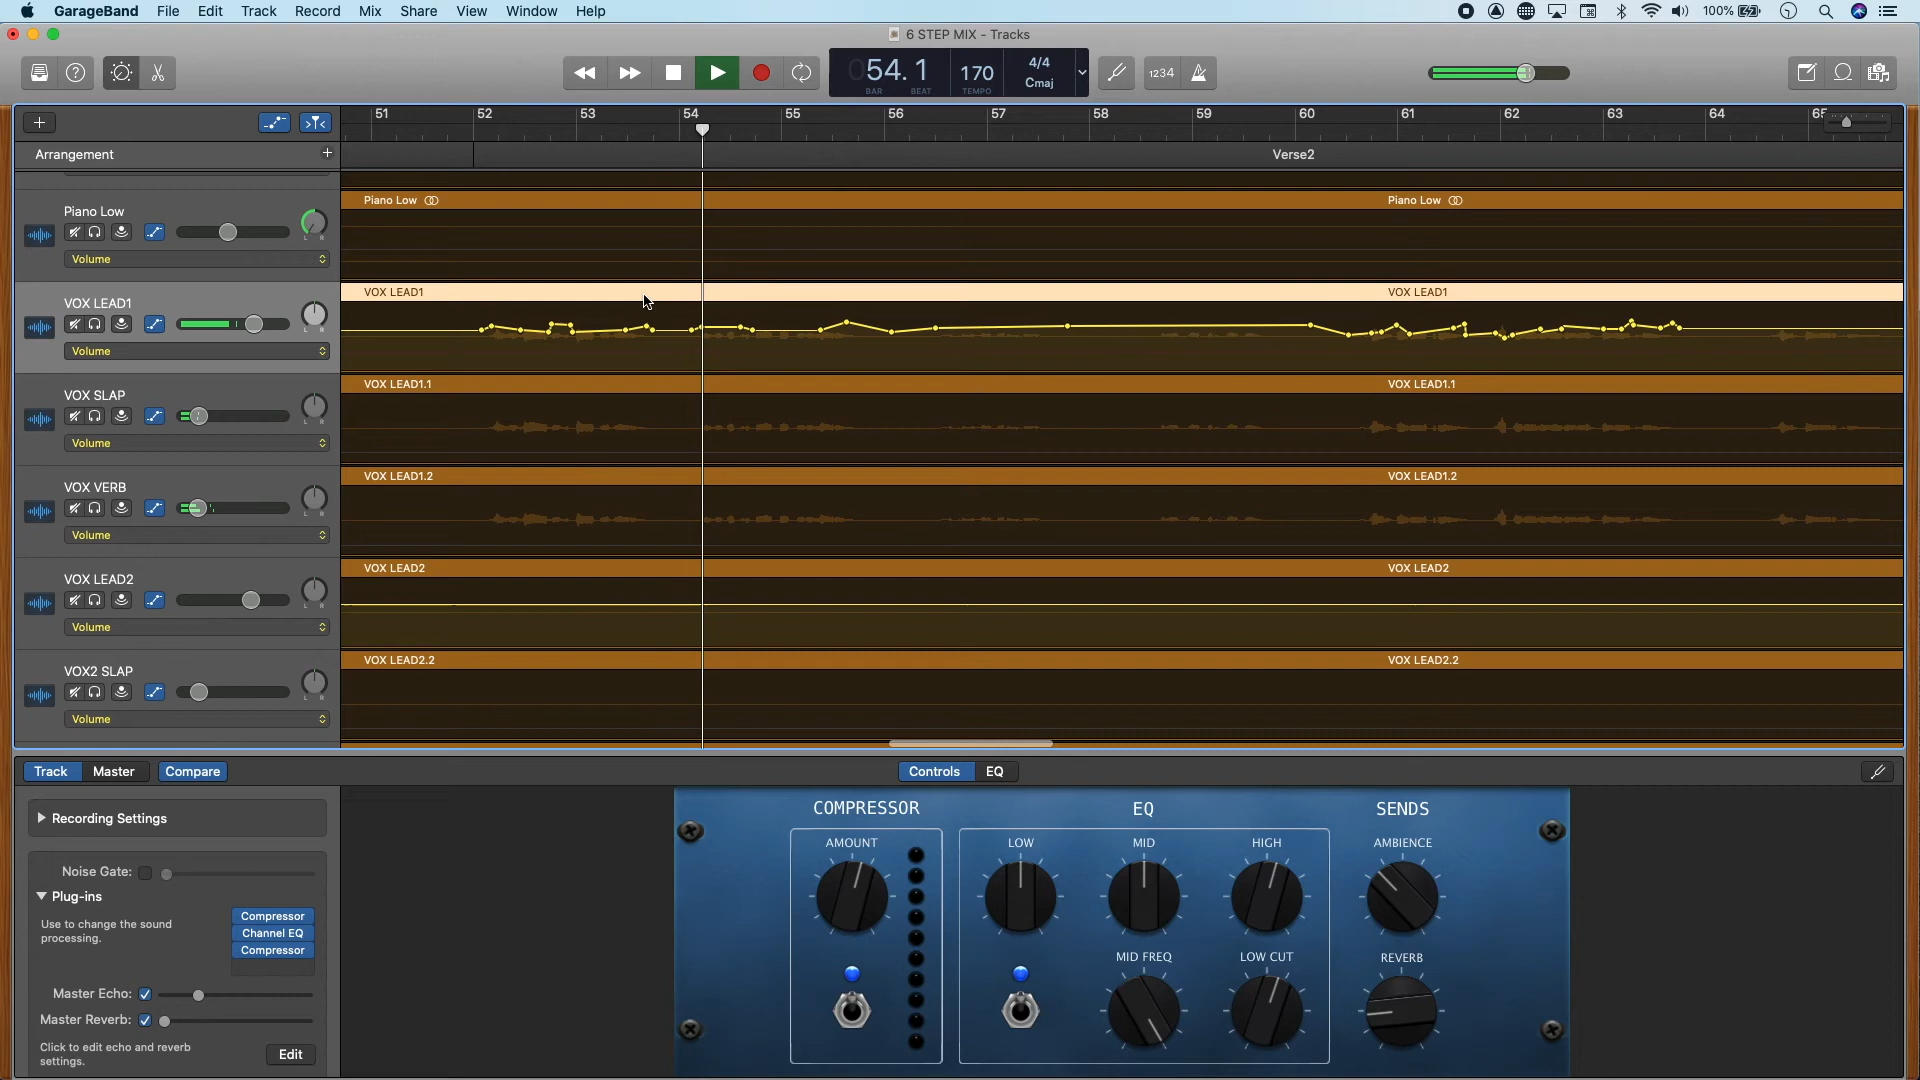 GarageBand File Edit Track Record Mix Share View Window Help 100%
6 STEP MIX - Tracks
1234
054. 1 170 4/4
Cmaj
BAR BEAT TEMPO
51 52 53 54 55 56 57 58 59 60 61 62 63 64 65
Arrangement
Verse2
Piano Low
L R
Volume
Piano Low
Piano Low
VOX LEAD1
Volume
VOX LEAD1
VOX LEAD1
VOX SLAP
Volume
VOX LEAD1.1
VOX LEAD1.1
VOX VERB
Volume
VOX LEAD1.2
VOX LEAD1.2
VOX LEAD2
L R
Volume
VOX LEAD2
VOX LEAD2
VOX2 SLAP
L R
Volume
VOX LEAD2.2
VOX LEAD2.2
Track Master Compare Controls EQ
Recording Settings
Noise Gate:
Plug-ins
Use to change the sound
processing.
Compressor
Channel EQ
Compressor
Master Echo:
Master Reverb:
Click to edit echo and reverb
settings.
Edit
COMPRESSOR EQ SENDS
AMOUNT LOW MID HIGH AMBIENCE
MID FREQ LOW CUT REVERB